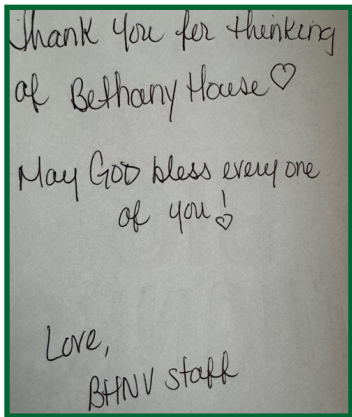 Thank you for thinking
of Bethany House♡
May GOD bless every one
of you!
Love,
BHNV staff